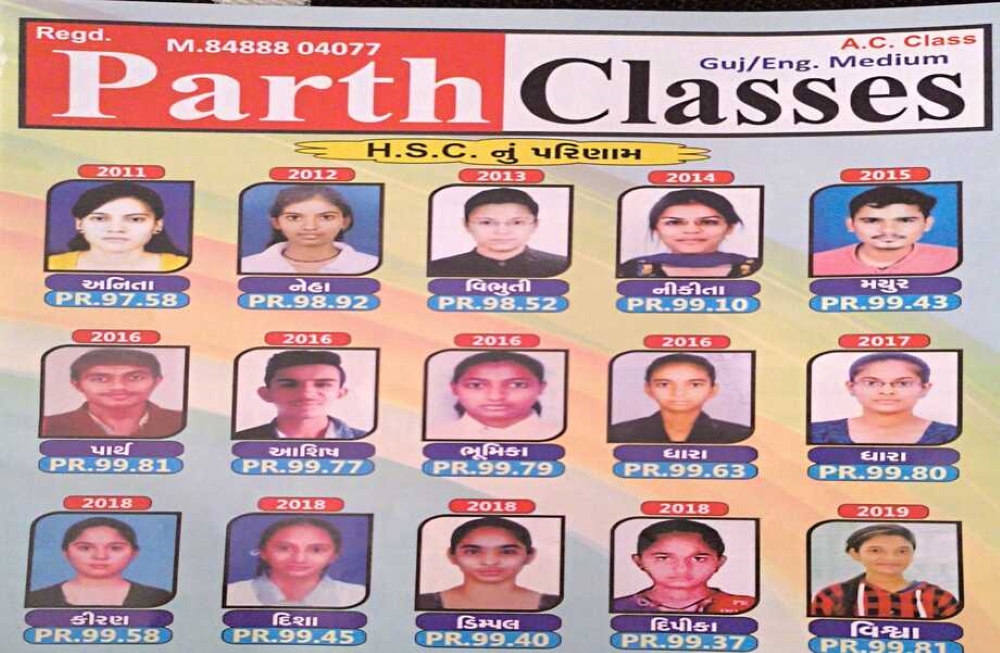 Regd.
M.84888 04077
A.C. Class
Guj/Eng. Medium
Parth Classes
H.S.C. નું પરિણામ
2011 2012 2013 2014 2015
અનિતા નેહા વિભુતી નીકીતા મયુર
PR.97.58 PR.98.92 PR.98.52 PR.99.10 PR.99.43
2016 2016 2016 2016 2017
પાર્થ આશિષ ભૂમિકા ધારા ધારા
PR.99.81 PR.99.77 PR.99.79 PR.99.63 PR.99.80
2018 2018 2018 2018 2019
કીરણ દિશા ડિમ્પલ દિપીકા વિશ્વા
PR.99.58 PR.99.45 PR.99.40 PR.99.37 PR.99.81